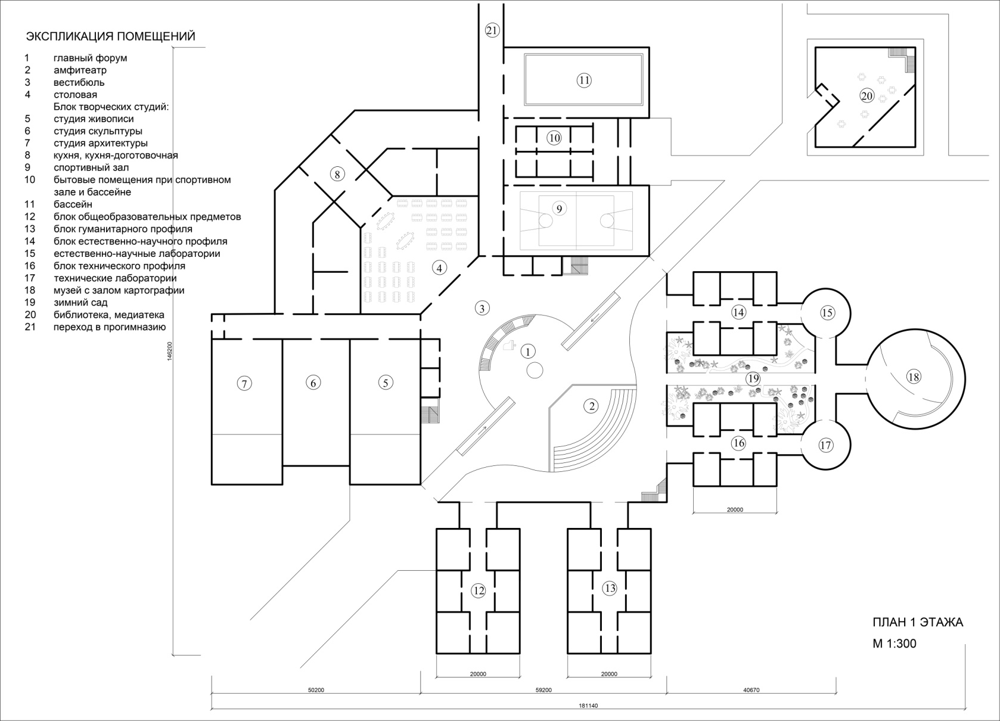 ЭКСПЛИКАЦИЯ ПОМЕЩЕНИЙ
1 главный форум
2 амфитеатр
3 вестибюль
4 столовая
Блок творческих студий:
5 студия живописи
6 студия скульптуры
7 студия архитектуры
8 кухня, кухня-доготовочная
9 спортивный зал
10 бытовые помещения при спортивном
зале и бассейне
11 бассейн
12 блок общеобразовательных предметов
13 блок гуманитарного профиля
14 блок естественно-научного профиля
15 естественно-научные лаборатории
16 блок технического профиля
17 технические лаборатории
18 музей с залом картографии
19 зимний сад
20 библиотека, медиатека
21 переход в прогимназию
146200
21
11
20
10
8
9
4
3
14
15
1
7
6
5
19
18
2
16
17
20000
12
13
ПЛАН 1 ЭТАЖА
М 1:300
20000
20000
50200
59200
40670
181140